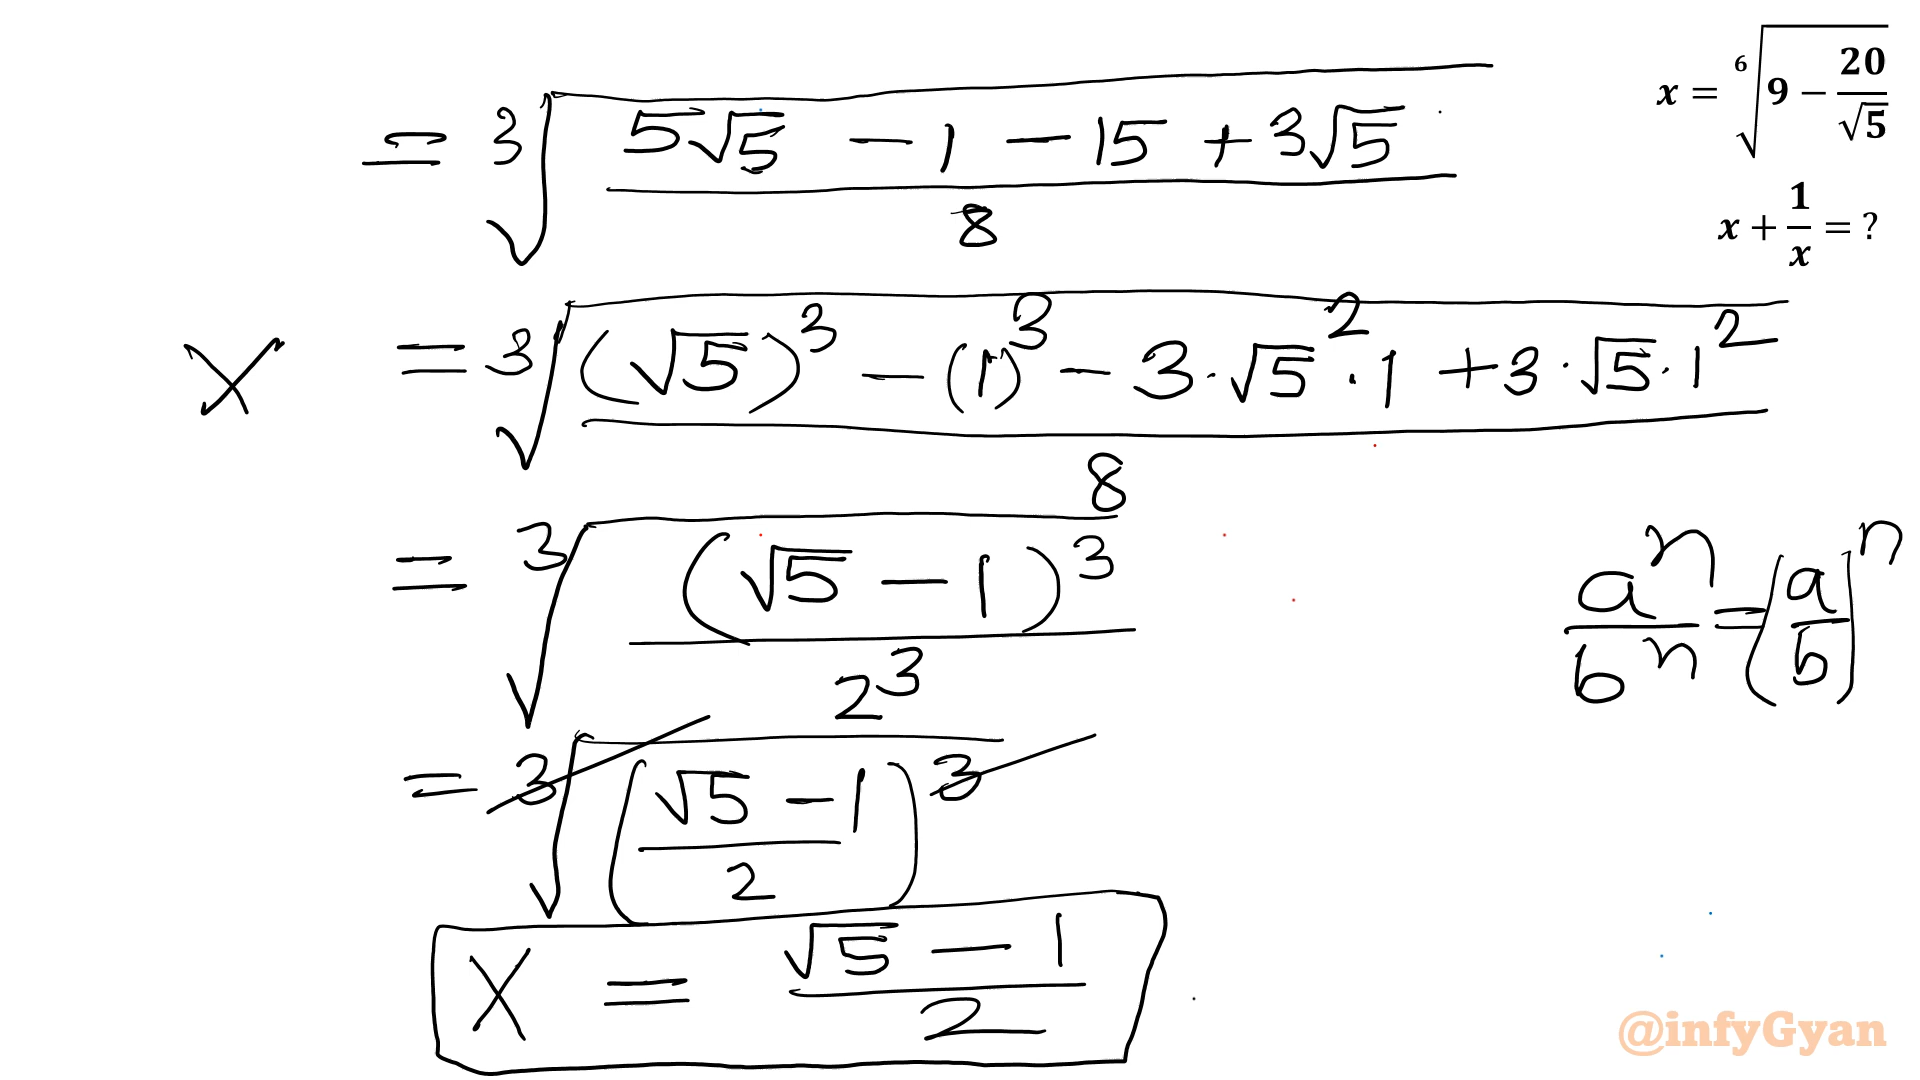 x = ⁶√(9 − 20/√5)
x + 1/x = ?
= ³√((5√5 − 1 − 15 + 3√5)/8)
x = ³√(((√5)³ − (1)³ − 3·√5²·1 + 3·√5·1²)/8)
= ³√((√5 − 1)³/2³)
aⁿ/bⁿ = (a/b)ⁿ
= ³√((√5 − 1)/2)³
x = (√5 − 1)/2
@infyGyan